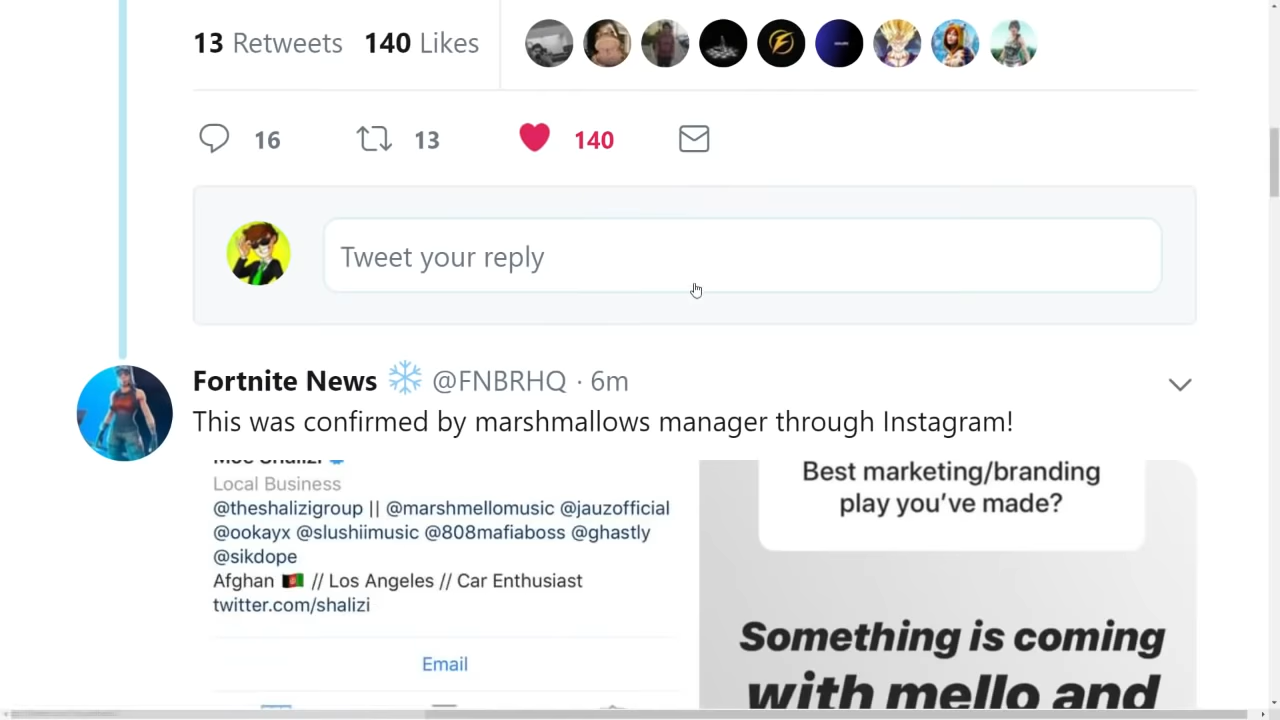 13 Retweets 140 Likes
16 13 140
Tweet your reply
Fortnite News ❄ @FNBRHQ · 6m
This was confirmed by marshmallows manager through Instagram!
Moe Shalizi
Local Business
@theshalizigroup || @marshmellomusic @jauzofficial
@ookayx @slushiimusic @808mafiaboss @ghastly
@sikdope
Afghan 🇦🇫 // Los Angeles // Car Enthusiast
twitter.com/shalizi
Email
Best marketing/branding
play you’ve made?
Something is coming
with mello and